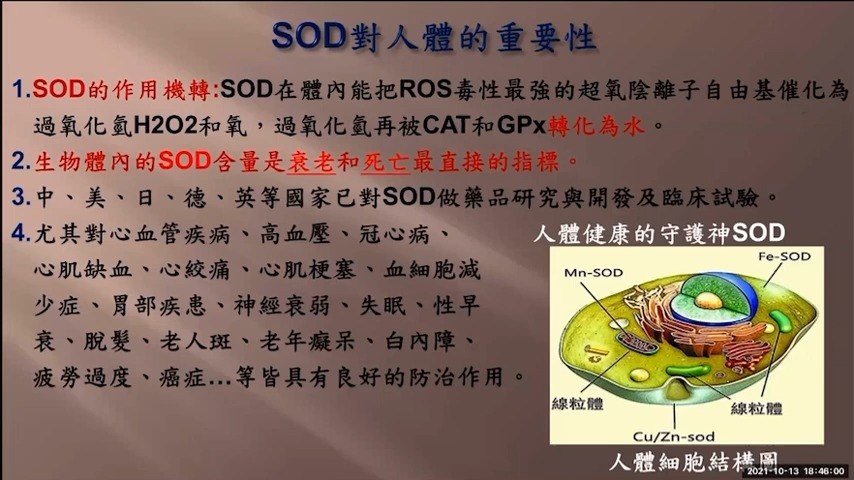 SOD對人體的重要性
1.SOD的作用機轉:SOD在體內能把ROS毒性最強的超氧陰離子自由基催化為
過氧化氫H2O2和氧，過氧化氫再被CAT和GPx轉化為水。
2.生物體內的SOD含量是衰老和死亡最直接的指標。
3.中、美、日、德、英等國家已對SOD做藥品研究與開發及臨床試驗。
4.尤其對心血管疾病、高血壓、冠心病、
心肌缺血、心絞痛、心肌梗塞、血細胞減
少症、胃部疾患、神經衰弱、失眠、性早
衰、脫髮、老人斑、老年癡呆、白內障、
疲勞過度、癌症...等皆具有良好的防治作用。
人體健康的守護神SOD
Fe-SOD
Mn-SOD
線粒體
線粒體
Cu/Zn-sod
人體細胞結構圖
2021-10-13 18:46:00